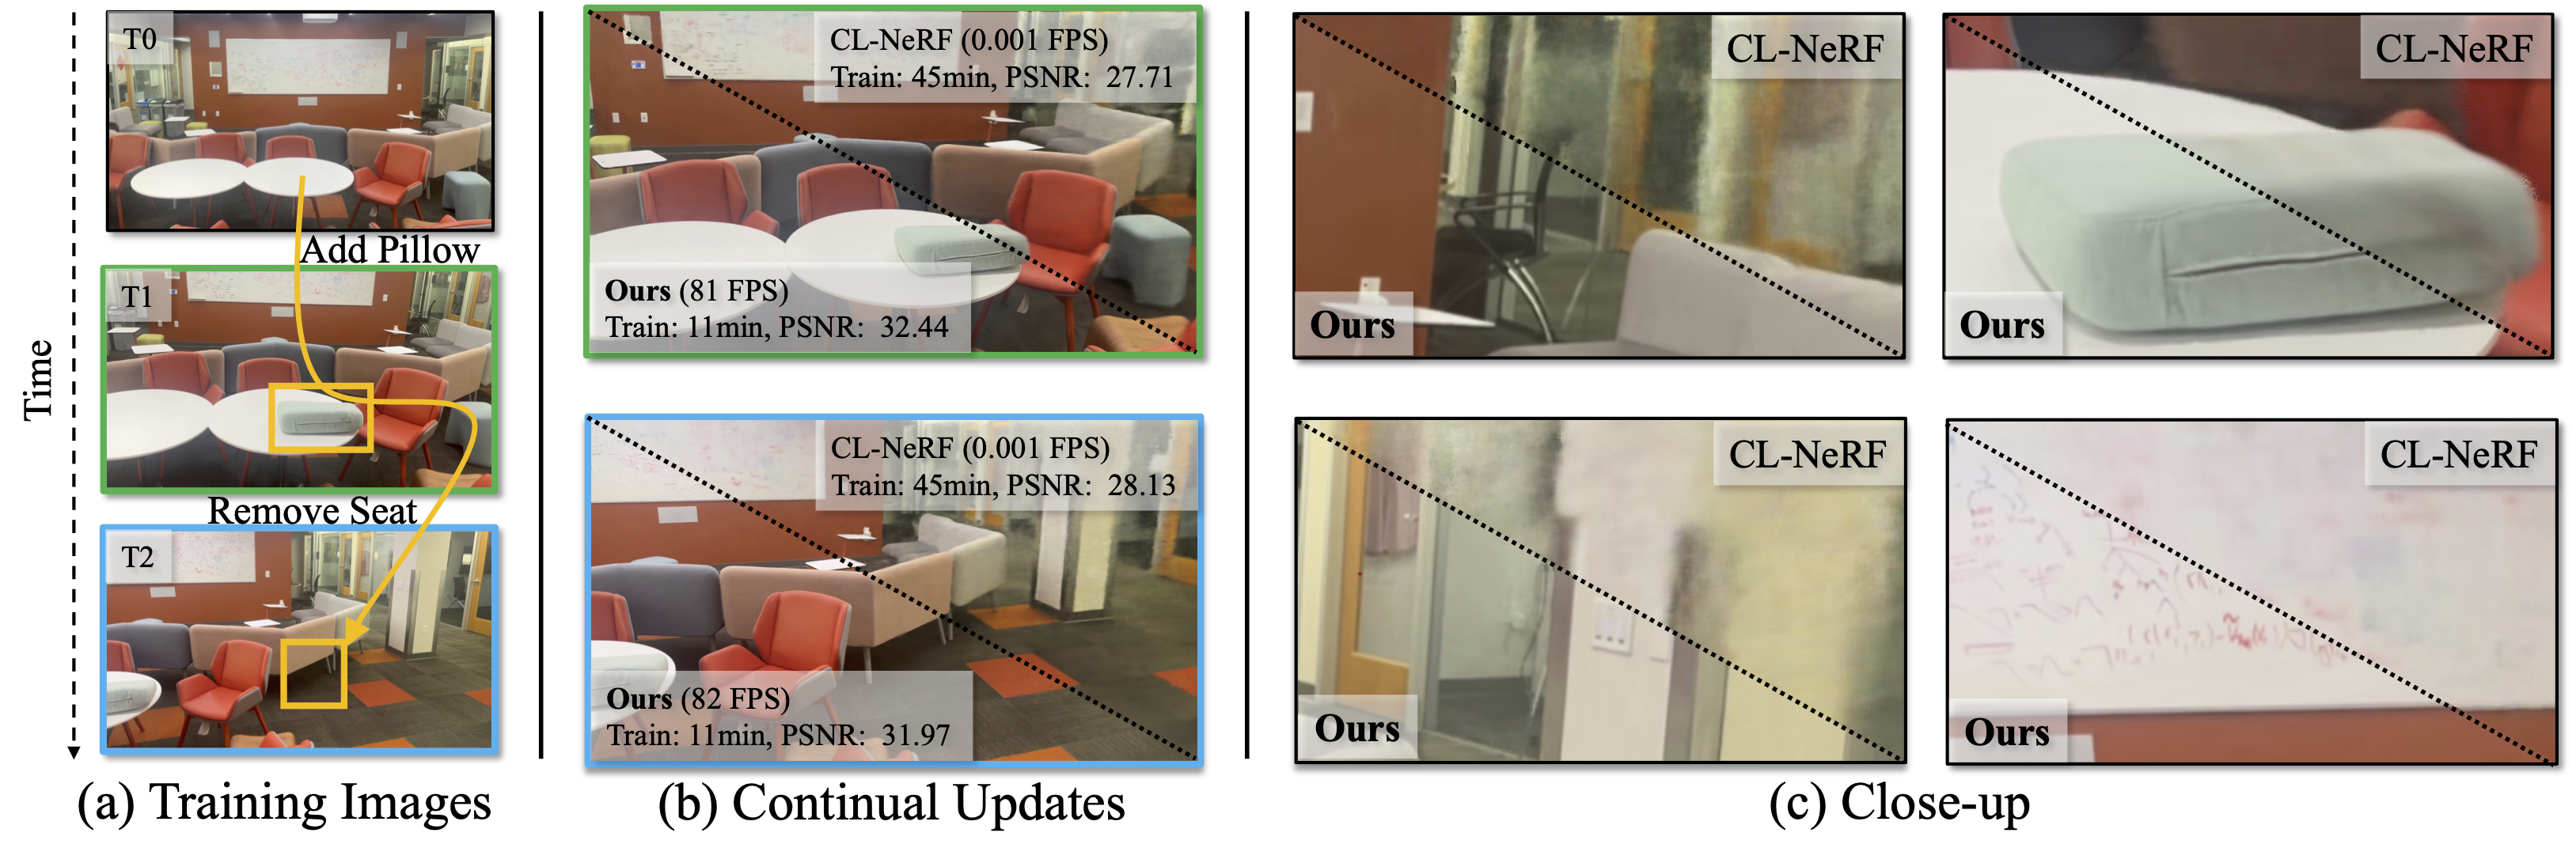 Time
T0
Add Pillow
T1
Remove Seat
T2
(a) Training Images
CL-NeRF (0.001 FPS)
Train: 45min, PSNR: 27.71
Ours (81 FPS)
Train: 11min, PSNR: 32.44
CL-NeRF (0.001 FPS)
Train: 45min, PSNR: 28.13
Ours (82 FPS)
Train: 11min, PSNR: 31.97
(b) Continual Updates
CL-NeRF
Ours
CL-NeRF
Ours
CL-NeRF
Ours
CL-NeRF
Ours
(c) Close-up